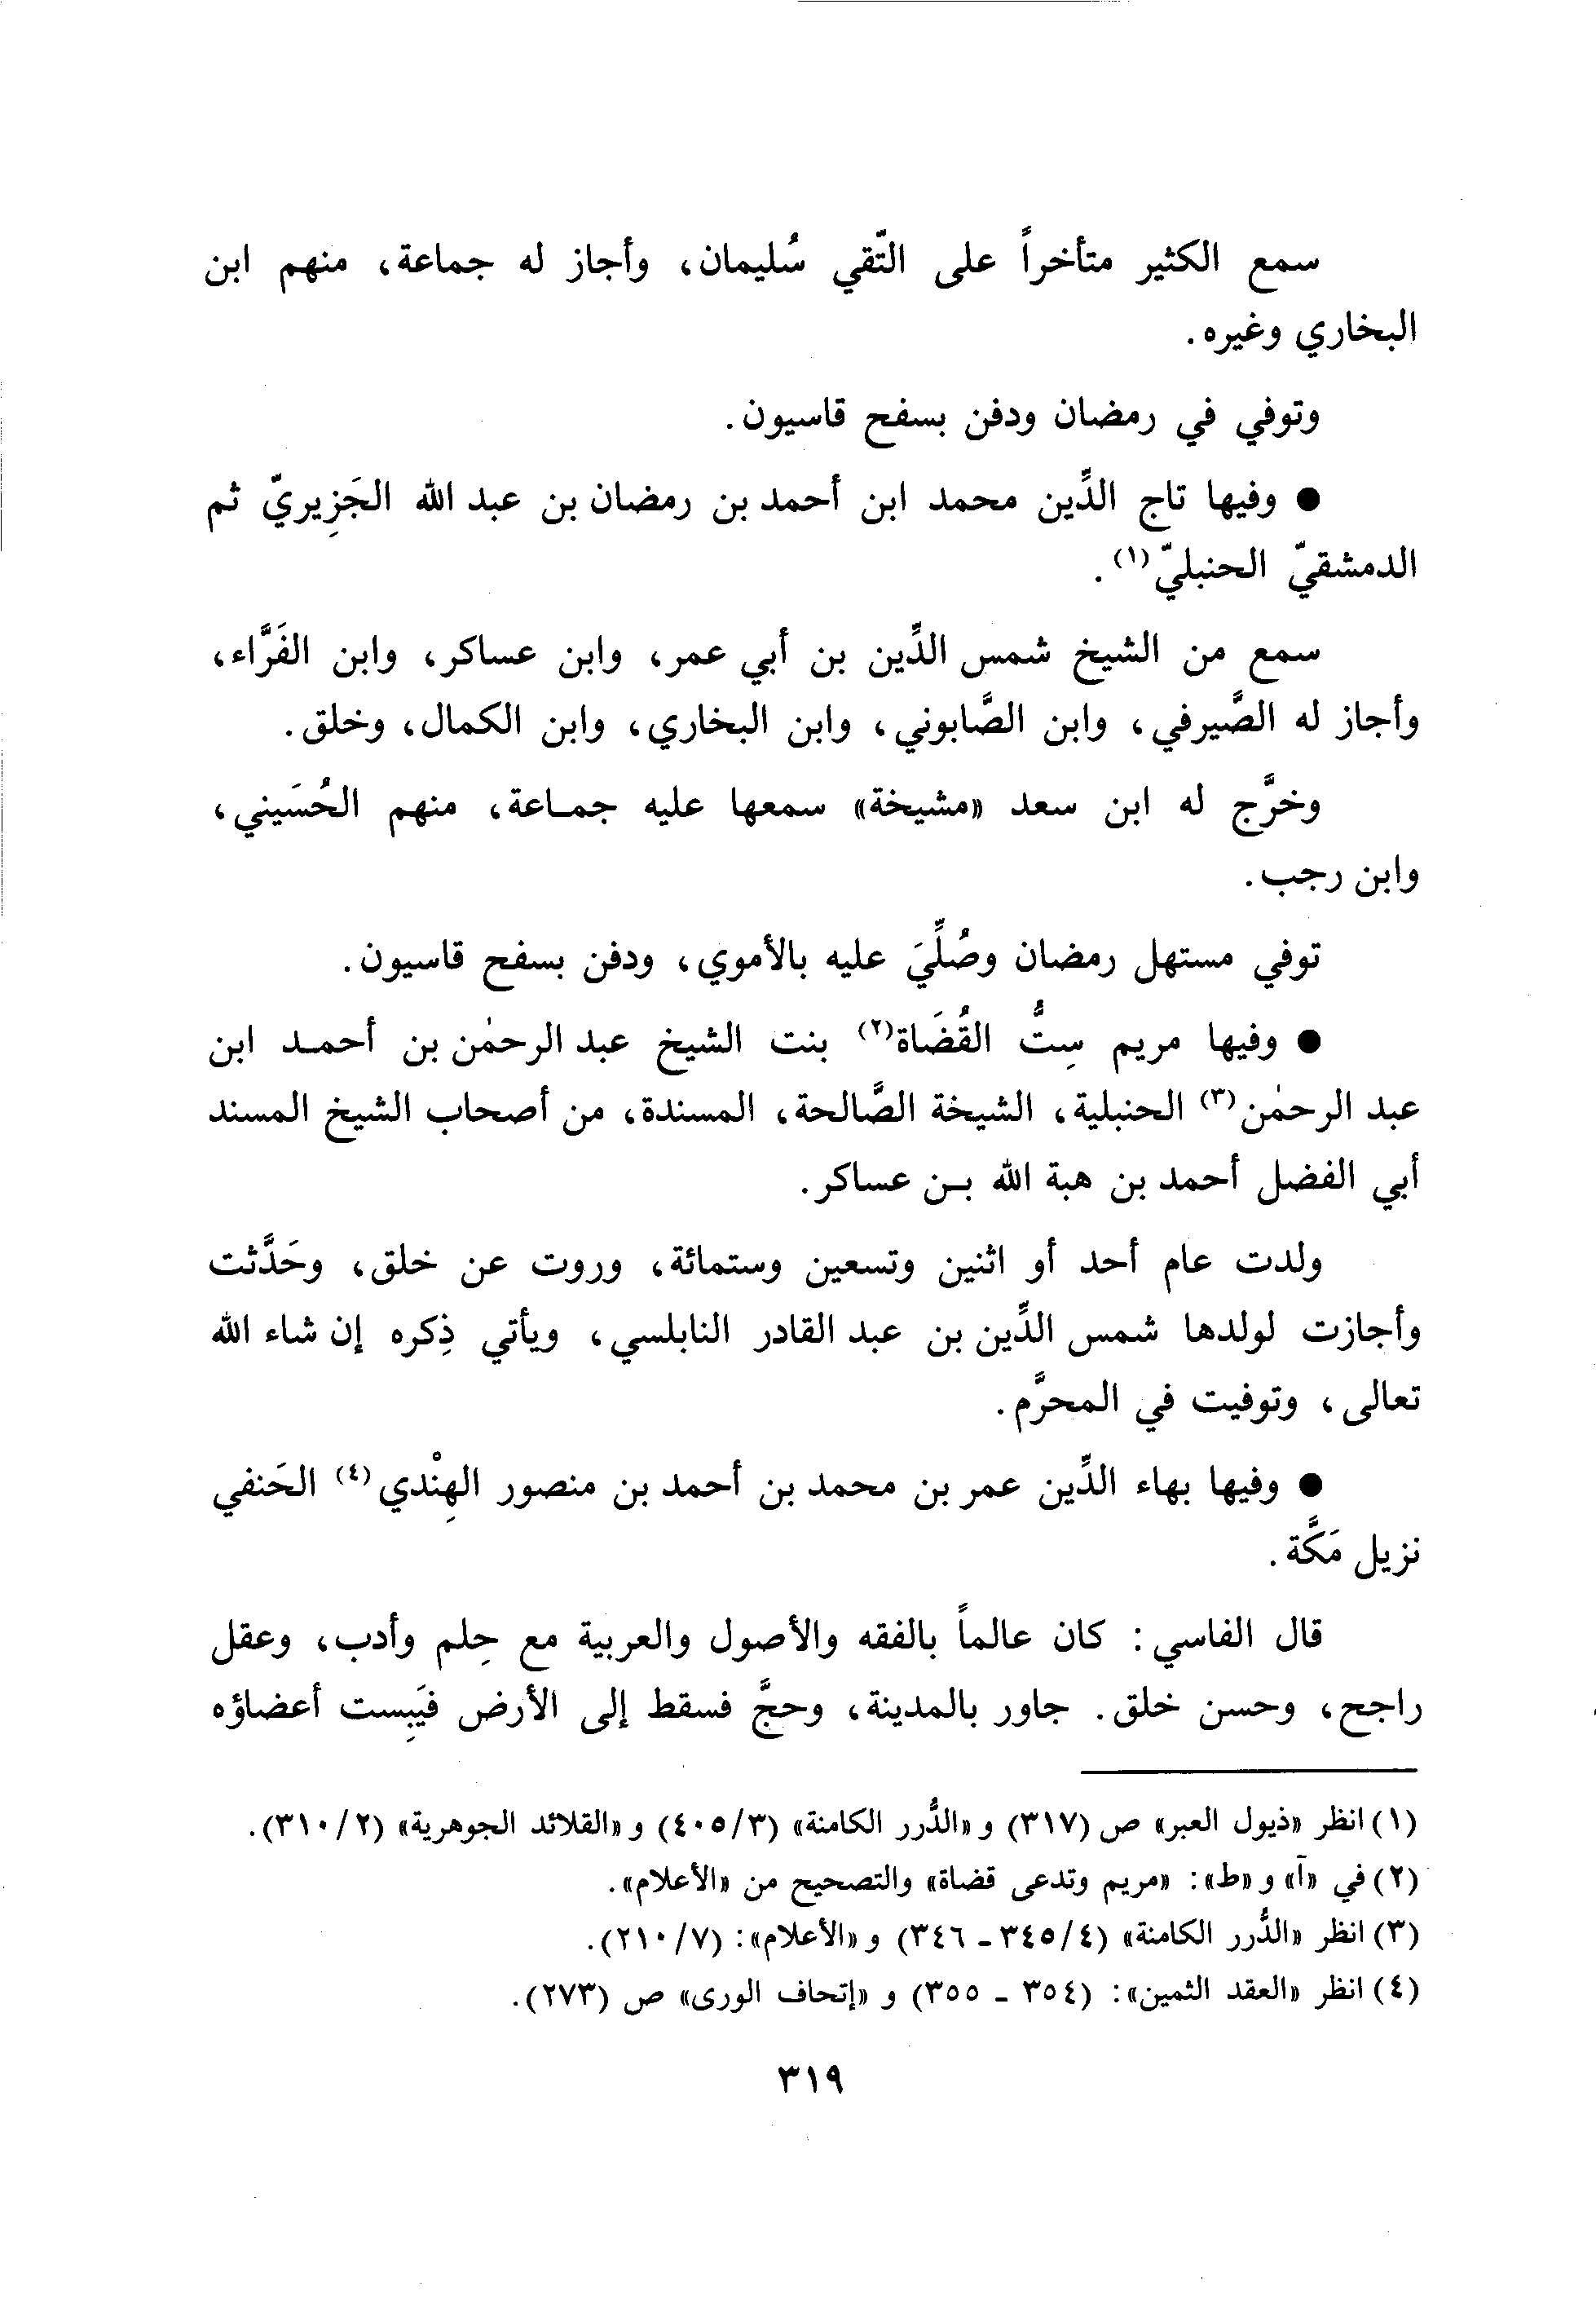 سمع الكثير متأخراً على التّقي سُليمان، وأجاز له جماعة، منهم ابن
البخاري وغيره.
وتوفي في رمضان ودفن بسفح قاسيون.
● وفيها تاج الدِّين محمد ابن أحمد بن رمضان بن عبد الله الجَزِيريّ ثم
الدمشقيّ الحنبليّ(١).
سمع من الشيخ شمس الدِّين بن أبي عمر، وابن عساكر، وابن الفَرَّاء،
وأجاز له الصَّيرفي، وابن الصَّابوني، وابن البخاري، وابن الكمال، وخلق.
وخرَّج له ابن سعد «مشيخة» سمعها عليه جمـاعة، منهم الحُسَيني،
وابن رجب.
توفي مستهل رمضان وصُلِّيَ عليه بالأموي، ودفن بسفح قاسيون.
● وفيها مريم سِتُّ القُضَاة(٢) بنت الشيخ عبد الرحمٰن بن أحمـد ابن
عبد الرحمٰن(٣) الحنبلية، الشيخة الصَّالحة، المسندة، من أصحاب الشيخ المسند
أبي الفضل أحمد بن هبة الله بـن عساكر.
ولدت عام أحد أو اثنين وتسعين وستمائة، وروت عن خلق، وحَدَّثت
وأجازت لولدها شمس الدِّين بن عبد القادر النابلسي، ويأتي ذِكره إن شاء الله
تعالى، وتوفيت في المحرَّم.
● وفيها بهاء الدِّين عمر بن محمد بن أحمد بن منصور الهِنْدي(٤) الحَنفي
نزيل مَكَّة.
قال الفاسي: كان عالماً بالفقه والأصول والعربية مع حِلم وأدب، وعقل
راجح، وحسن خلق. جاور بالمدينة، وحجَّ فسقط إلى الأرض فيَبِست أعضاؤه
(١) انظر «ذيول العبر» ص (٣١٧) و «الدُّرر الكامنة» (٣/ ٤٠٥) و «القلائد الجوهرية» (٢/ ٣١٠).
(٢) في «آ» و «ط»: «مريم وتدعى قضاة» والتصحيح من «الأعلام».
(٣) انظر «الدُّرر الكامنة» (٤/ ٣٤٥ - ٣٤٦) و «الأعلام»: (٧/ ٢١٠).
(٤) انظر «العقد الثمين»: (٣٥٤ - ٣٥٥) و «إتحاف الورى» ص (٢٧٣).
٣١٩